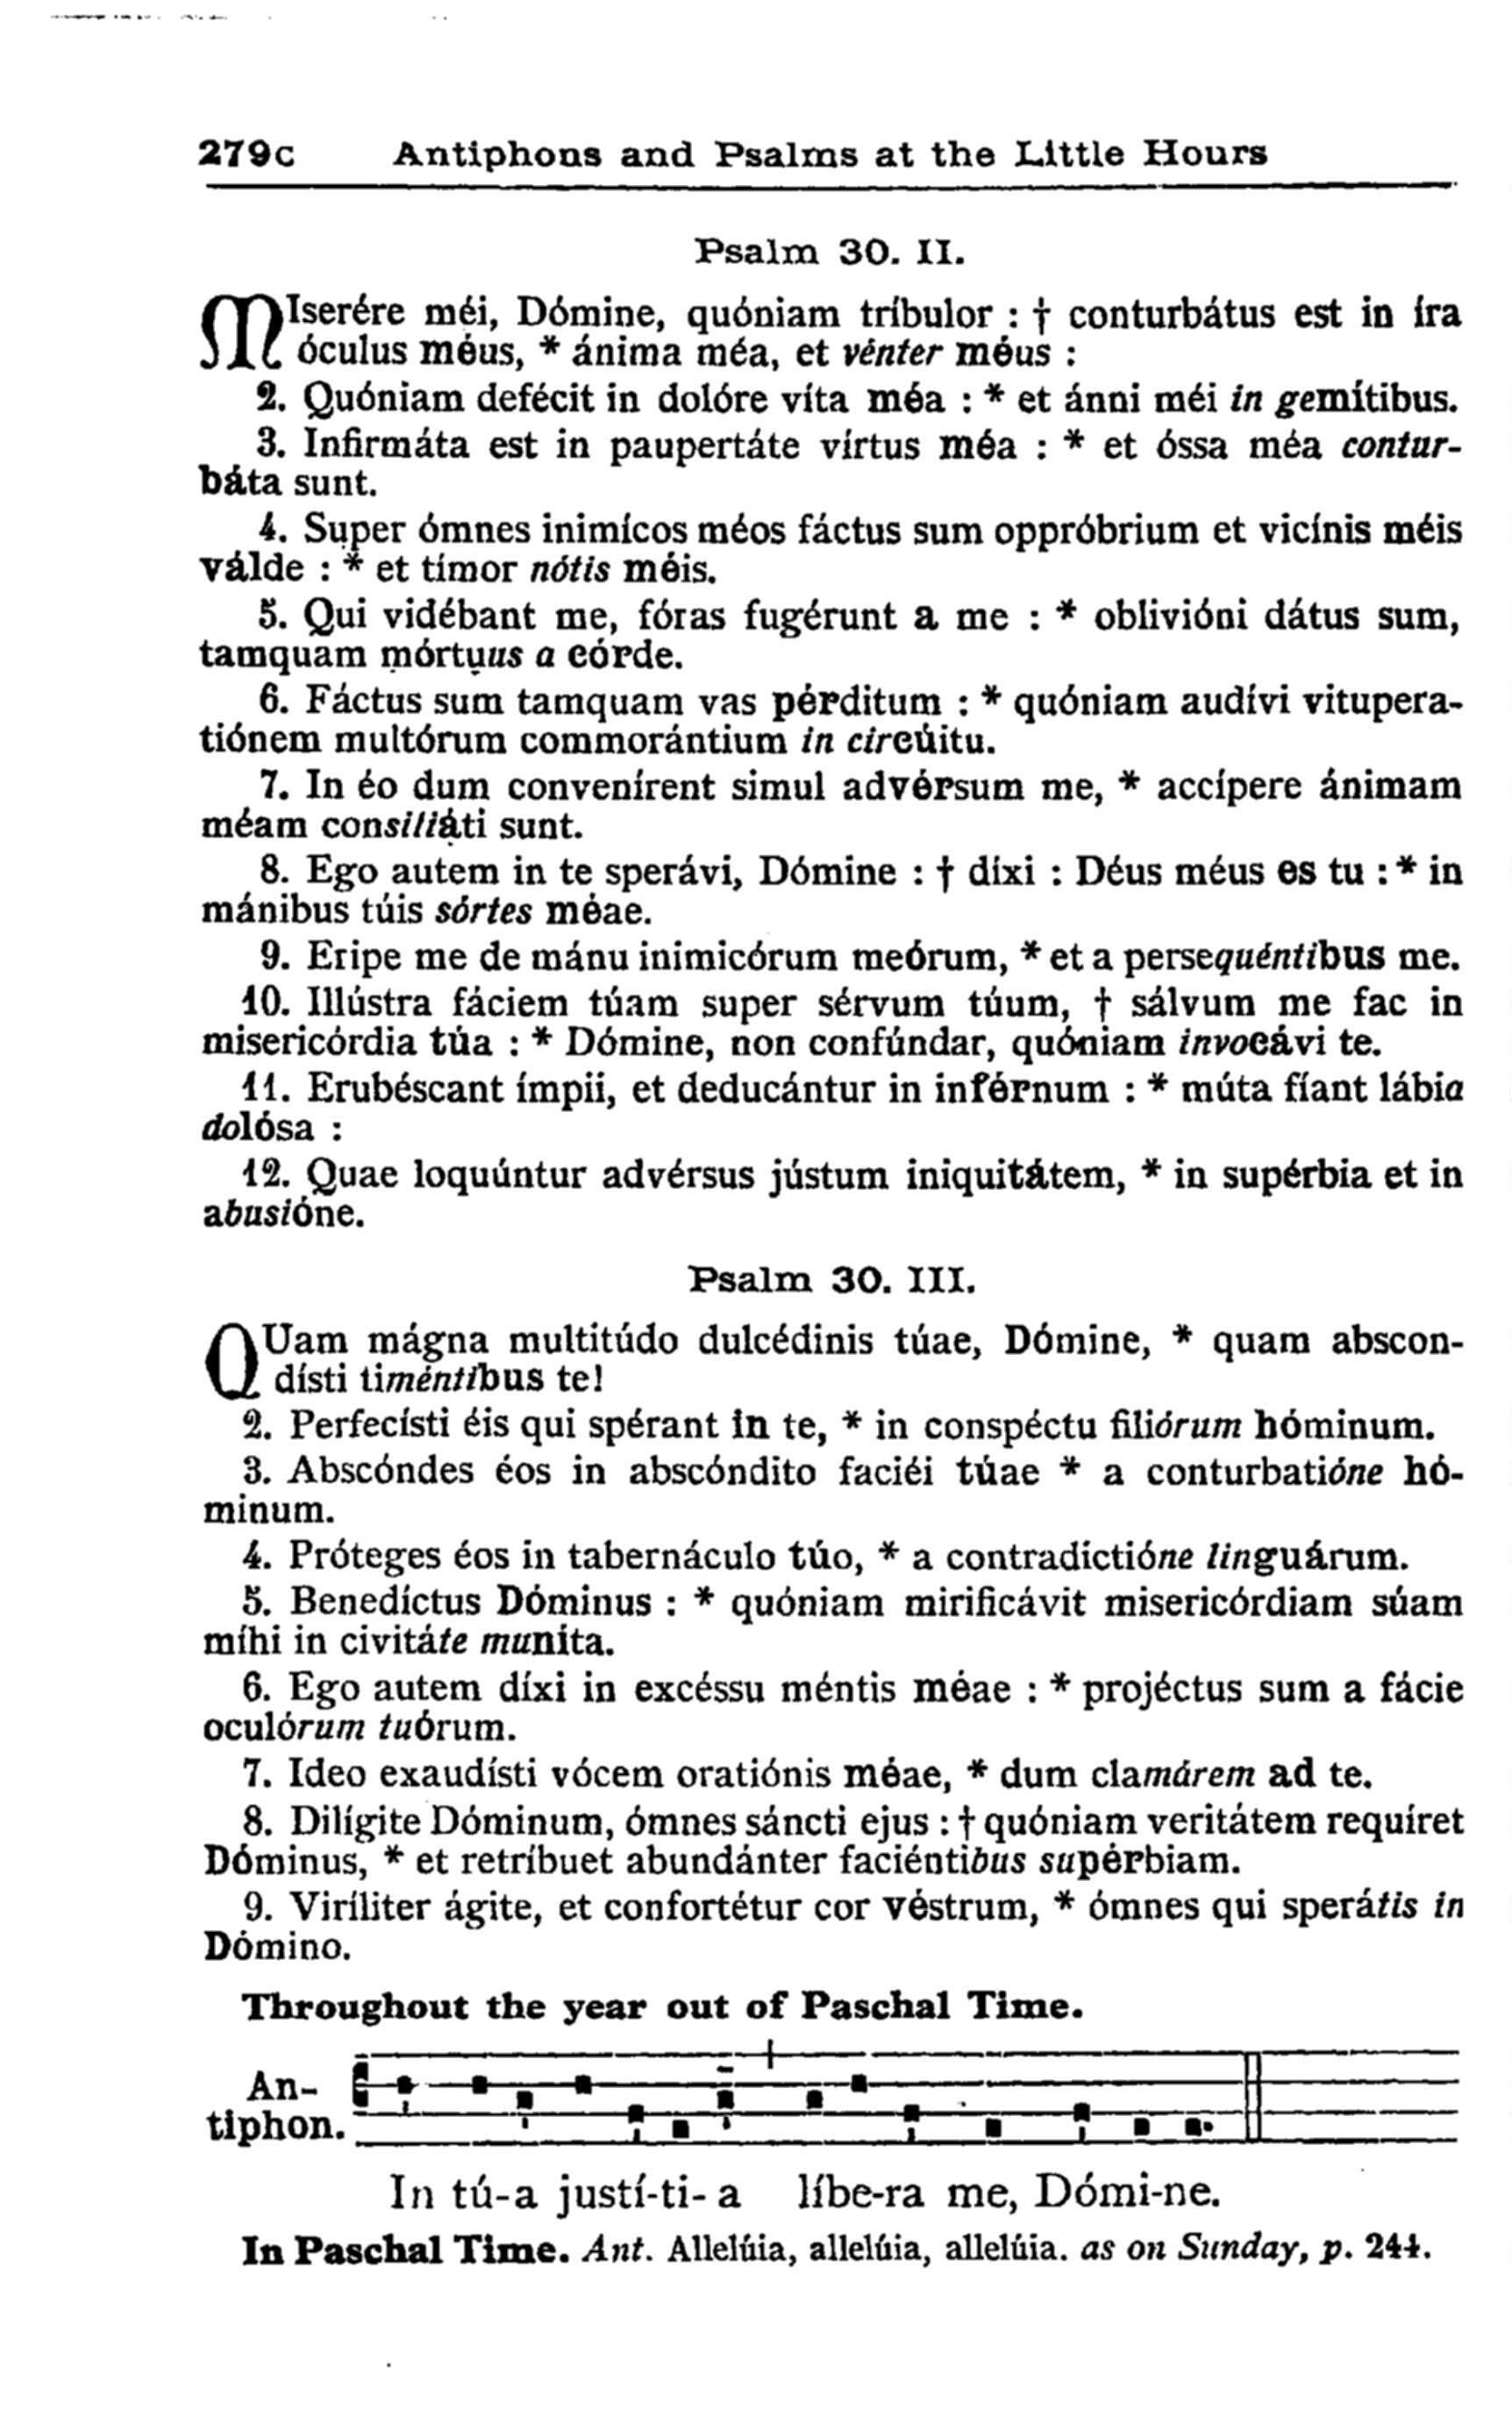 279c Antiphons and Psalms at the Little Hours
Psalm 30. II.
MIserére méi, Dómine, quóniam tríbulor : † conturbátus est in íra
óculus méus, * ánima méa, et vénter méus :
2. Quóniam defécit in dolóre víta méa : * et ánni méi in gemítibus.
3. Infirmáta est in paupertáte vírtus méa : * et óssa méa contur-
báta sunt.
4. Super ómnes inimícos méos fáctus sum oppróbrium et vicínis méis
válde : * et tímor nótis méis.
5. Qui vidébant me, fóras fugérunt a me : * oblivióni dátus sum,
tamquam mórtuus a córde.
6. Fáctus sum tamquam vas pérditum : * quóniam audívi vitupera-
tiónem multórum commorántium in circúitu.
7. In éo dum convenírent simul advérsum me, * accípere ánimam
méam consiliáti sunt.
8. Ego autem in te sperávi, Dómine : † díxi : Déus méus es tu : * in
mánibus túis sórtes méae.
9. Eripe me de mánu inimicórum meórum, * et a persequéntibus me.
10. Illústra fáciem túam super sérvum túum, † sálvum me fac in
misericórdia túa : * Dómine, non confúndar, quóniam invocávi te.
11. Erubéscant ímpii, et deducántur in inférnum : * múta fíant lábia
dolósa :
12. Quae loquúntur advérsus jústum iniquitátem, * in supérbia et in
abusióne.
Psalm 30. III.
QUam mágna multitúdo dulcédinis túae, Dómine, * quam abscon-
dísti timéntibus te!
2. Perfecísti éis qui spérant in te, * in conspéctu filiórum hóminum.
3. Abscóndes éos in abscóndito faciéi túae * a conturbatióne hó-
minum.
4. Próteges éos in tabernáculo túo, * a contradictióne linguárum.
5. Benedíctus Dóminus : * quóniam mirificávit misericórdiam súam
míhi in civitáte muníta.
6. Ego autem díxi in excéssu méntis méae : * projéctus sum a fácie
oculórum tuórum.
7. Ideo exaudísti vócem oratiónis méae, * dum clamárem ad te.
8. Dilígite Dóminum, ómnes sáncti ejus : † quóniam veritátem requíret
Dóminus, * et retríbuet abundánter faciéntibus supérbiam.
9. Viríliter ágite, et confortétur cor véstrum, * ómnes qui sperátis in
Dómino.
Throughout the year out of Paschal Time.
An-
tiphon.
In tú-a justí-ti- a líbe-ra me, Dómi-ne.
In Paschal Time. Ant. Allelúia, allelúia, allelúia. as on Sunday, p. 244.